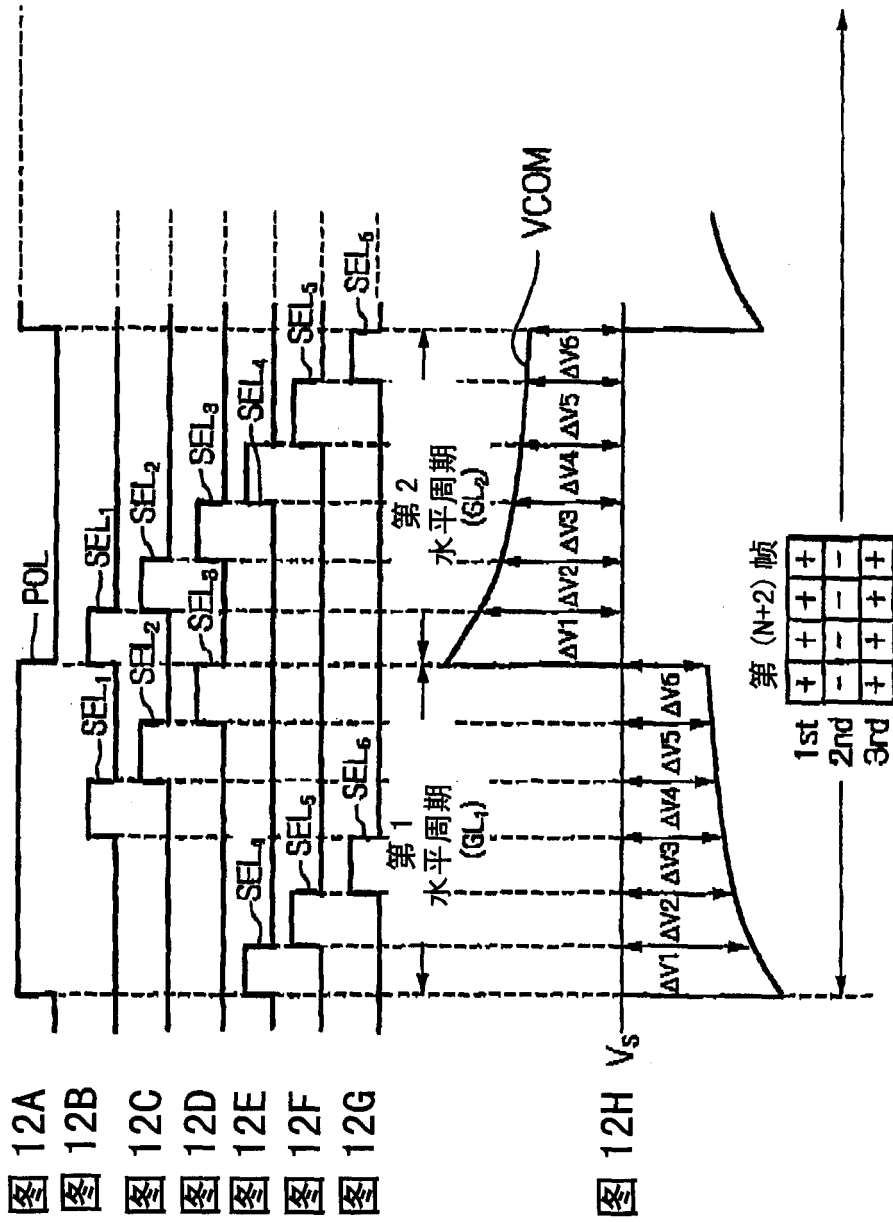 图 12A
图 12B
图 12C
图 12D
图 12E
图 12F
图 12G
图 12H
POL
SEL₁
SEL₁
SEL₂
SEL₂
SEL₃
SEL₃
SEL₄
SEL₄
SEL₅
SEL₅
SEL₆
SEL₆
第 1
水平周期
(GL₁)
第 2
水平周期
(GL₂)
VCOM
Vs
ΔV1 ΔV2 ΔV3 ΔV4 ΔV5 ΔV6
ΔV1 ΔV2 ΔV3 ΔV4 ΔV5 ΔV6
第 (N+2) 帧
1st + + + +
2nd - - - -
3rd + + + +